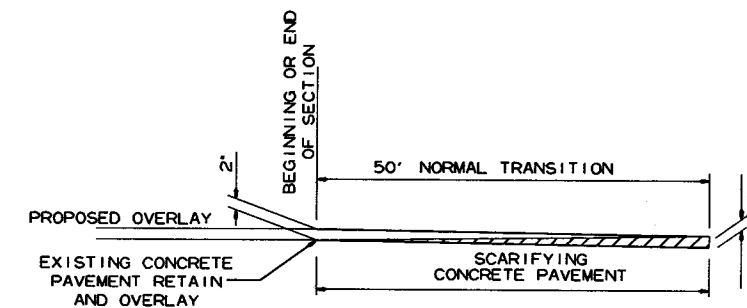 BEGINNING OR END
OF SECTION
2"
50' NORMAL TRANSITION
PROPOSED OVERLAY
EXISTING CONCRETE
PAVEMENT RETAIN
AND OVERLAY
SCARIFYING
CONCRETE PAVEMENT